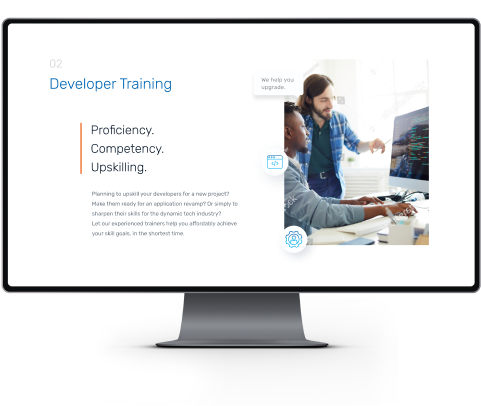 02
Developer Training
We help you
upgrade.
Proficiency.
Competency.
Upskilling.
Planning to upskill your developers for a new project?
Make them ready for an application revamp? Or simply to
sharpen their skills for the dynamic tech industry?
Let our experienced trainers help you affordably achieve
your skill goals, in the shortest time.